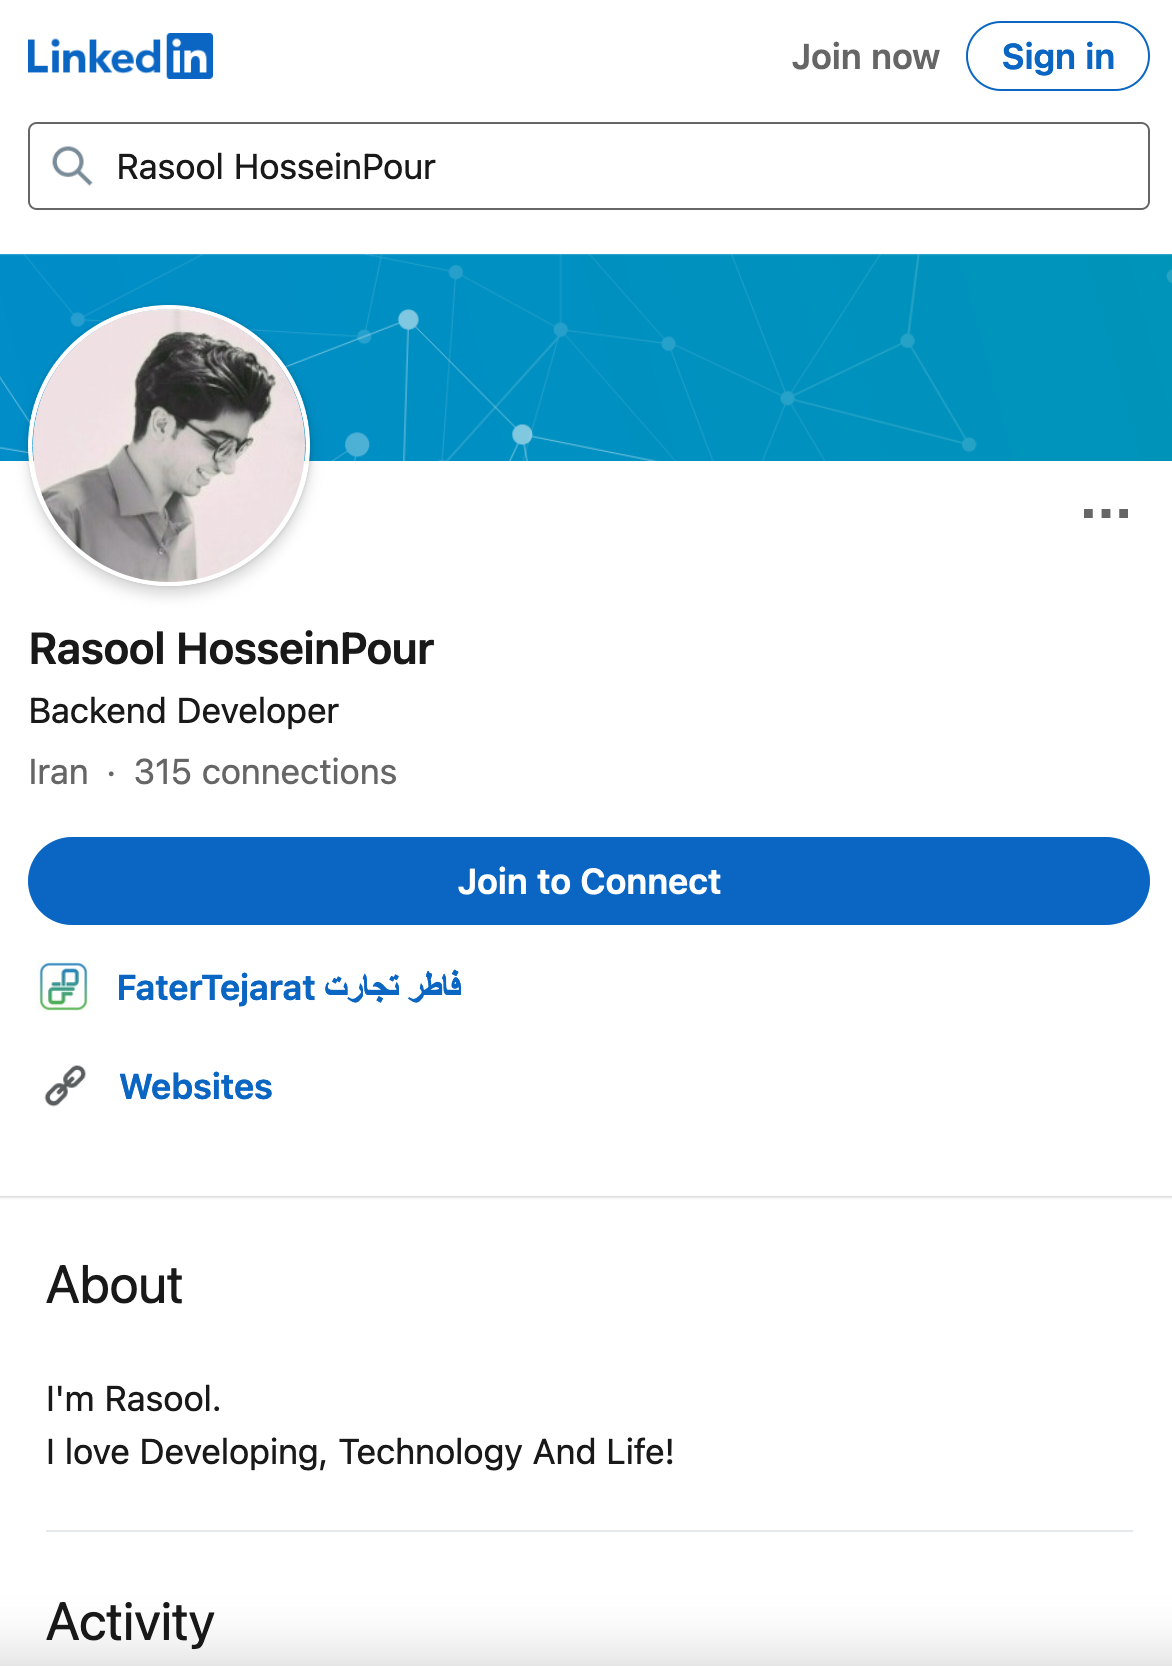 Linkedin
Join now
Sign in
Rasool HosseinPour
Rasool HosseinPour
Backend Developer
Iran · 315 connections
Join to Connect
FaterTejarat فاطر تجارت
Websites
About
I'm Rasool.
I love Developing, Technology And Life!
Activity